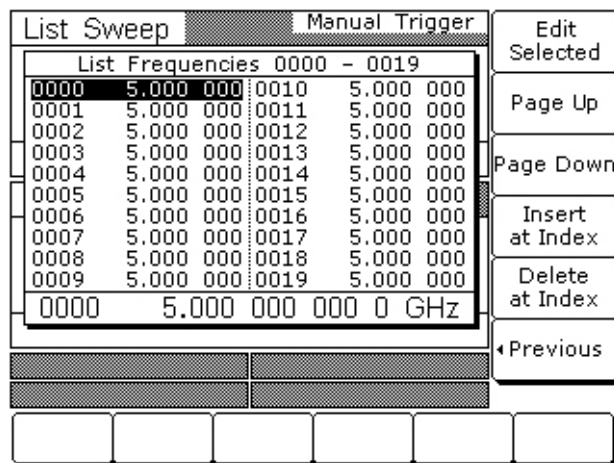 List Sweep
Manual Trigger
List Frequencies 0000 - 0019
0000 5.000 000 0010 5.000 000
0001 5.000 000 0011 5.000 000
0002 5.000 000 0012 5.000 000
0003 5.000 000 0013 5.000 000
0004 5.000 000 0014 5.000 000
0005 5.000 000 0015 5.000 000
0006 5.000 000 0016 5.000 000
0007 5.000 000 0017 5.000 000
0008 5.000 000 0018 5.000 000
0009 5.000 000 0019 5.000 000
0000 5.000 000 000 0 GHz
Edit
Selected
Page Up
Page Down
Insert
at Index
Delete
at Index
Previous